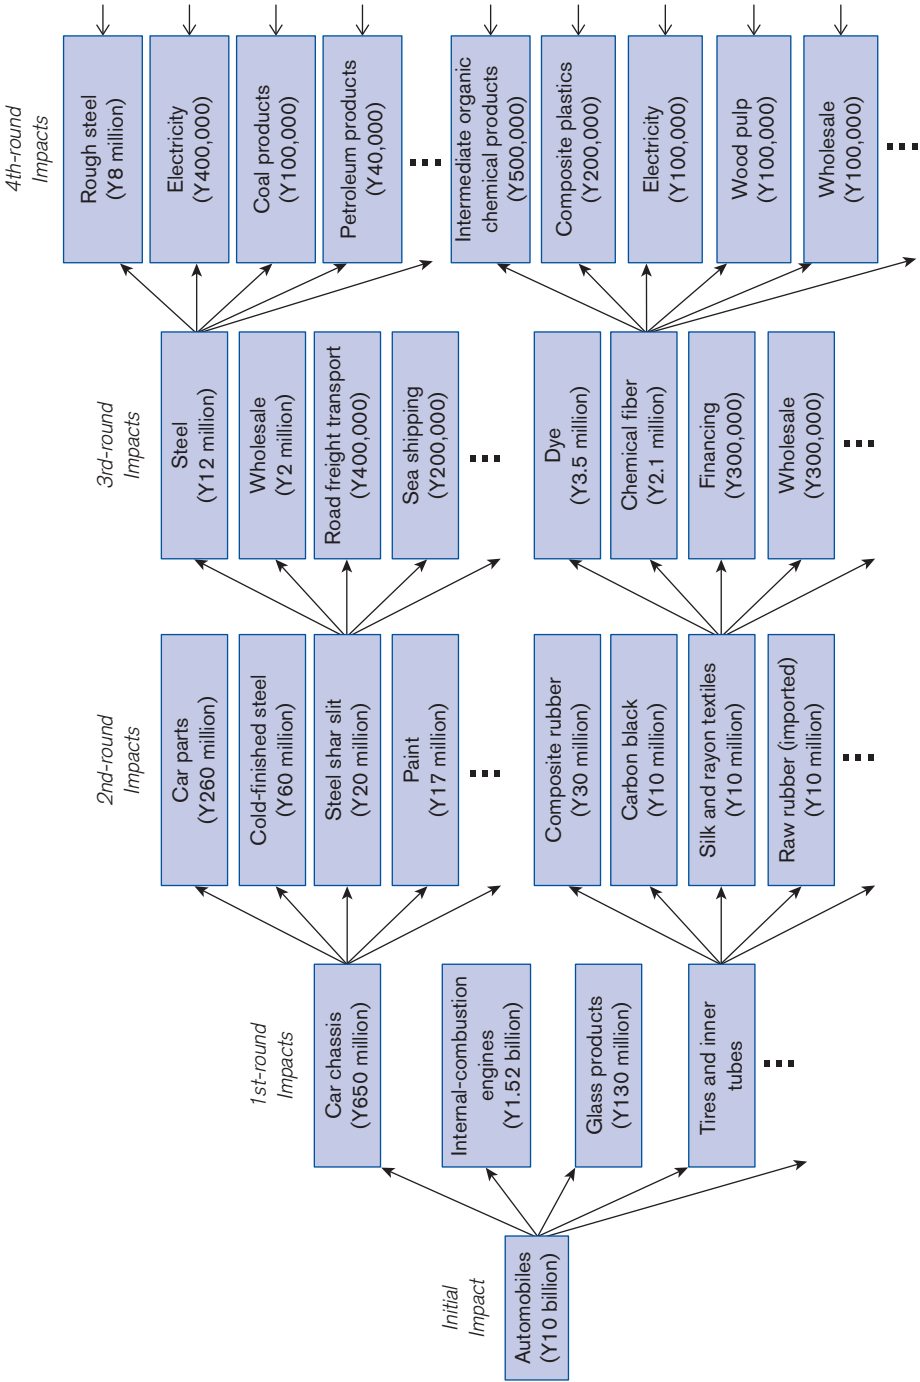 Initial
Impact
Automobiles
(Y10 billion)
1st-round
Impacts
Car chassis
(Y650 million)
Internal-combustion
engines
(Y1.52 billion)
Glass products
(Y130 million)
Tires and inner
tubes
2nd-round
Impacts
Car parts
(Y260 million)
Cold-finished steel
(Y60 million)
Steel shar slit
(Y20 million)
Paint
(Y17 million)
Composite rubber
(Y30 million)
Carbon black
(Y10 million)
Silk and rayon textiles
(Y10 million)
Raw rubber (imported)
(Y10 million)
3rd-round
Impacts
Steel
(Y12 million)
Wholesale
(Y2 million)
Road freight transport
(Y400,000)
Sea shipping
(Y200,000)
Dye
(Y3.5 million)
Chemical fiber
(Y2.1 million)
Financing
(Y300,000)
Wholesale
(Y300,000)
4th-round
Impacts
Rough steel
(Y8 million)
Electricity
(Y400,000)
Coal products
(Y100,000)
Petroleum products
(Y40,000)
Intermediate organic
chemical products
(Y500,000)
Composite plastics
(Y200,000)
Electricity
(Y100,000)
Wood pulp
(Y100,000)
Wholesale
(Y100,000)